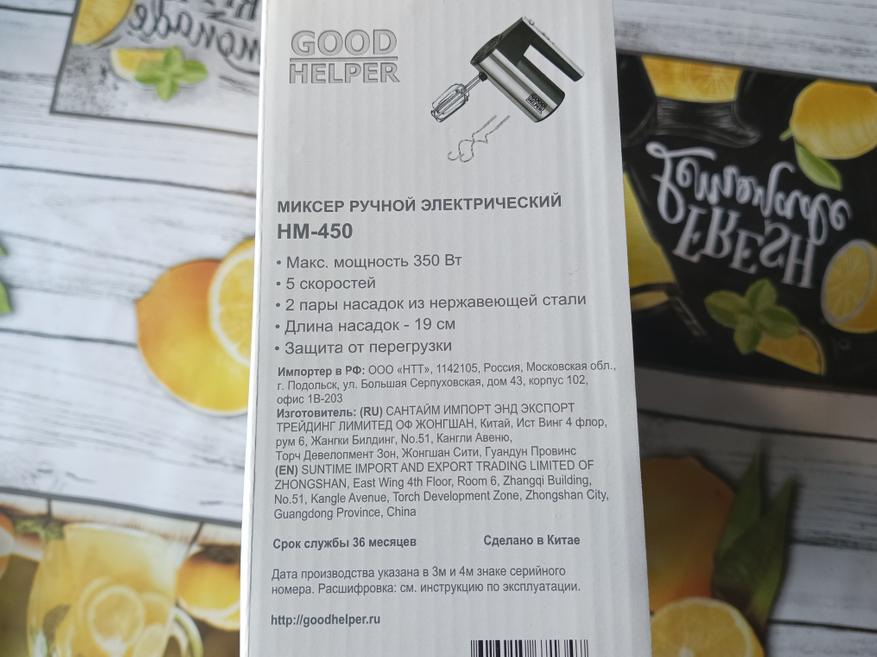 GOOD
HELPER
GOOD
HELPER
МИКСЕР РУЧНОЙ ЭЛЕКТРИЧЕСКИЙ
HM-450
• Макс. мощность 350 Вт
• 5 скоростей
• 2 пары насадок из нержавеющей стали
• Длина насадок - 19 см
• Защита от перегрузки
Импортер в РФ: ООО «НТТ», 1142105, Россия, Московская обл.,
г. Подольск, ул. Большая Серпуховская, дом 43, корпус 102,
офис 1В-203
Изготовитель: (RU) САНТАЙМ ИМПОРТ ЭНД ЭКСПОРТ
ТРЕЙДИНГ ЛИМИТЕД ОФ ЖОНГШАН, Китай, Ист Винг 4 флор,
рум 6, Жангки Билдинг, No.51, Кангли Авеню,
Торч Девелопмент Зон, Жонгшан Сити, Гуандун Провинс
(EN) SUNTIME IMPORT AND EXPORT TRADING LIMITED OF
ZHONGSHAN, East Wing 4th Floor, Room 6, Zhangqi Building,
No.51, Kangle Avenue, Torch Development Zone, Zhongshan City,
Guangdong Province, China
Срок службы 36 месяцев Сделано в Китае
Дата производства указана в 3м и 4м знаке серийного
номера. Расшифровка: см. инструкцию по эксплуатации.
http://goodhelper.ru
FRESH